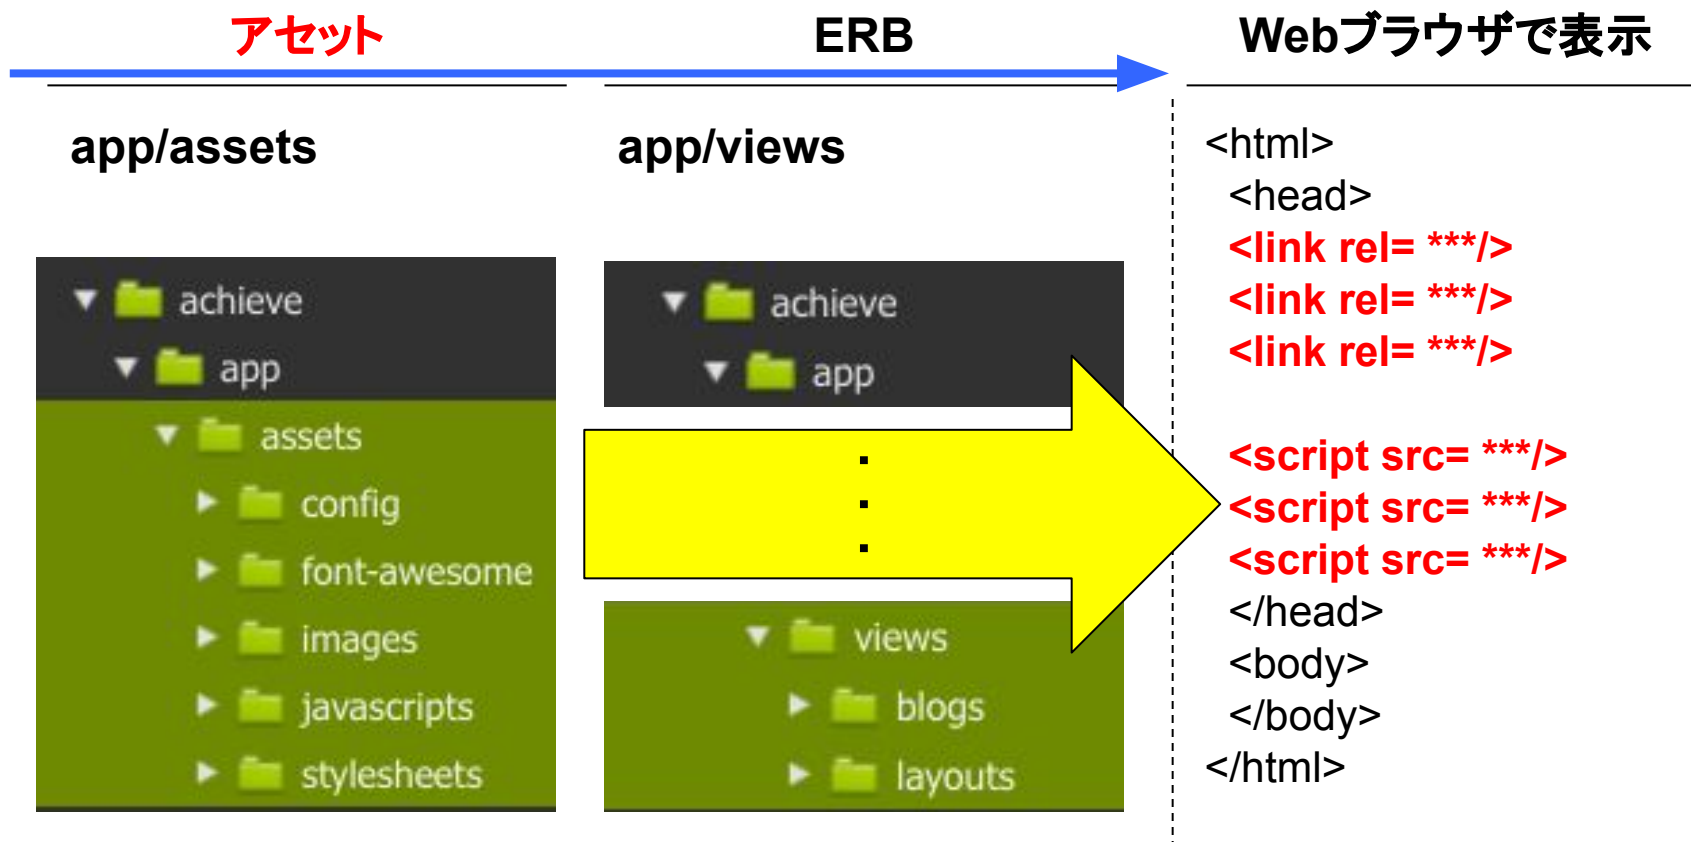 アセット
ERB
Webブラウザで表示
app/assets
app/views
achieve
app
assets
config
font-awesome
images
javascripts
stylesheets
achieve
app
・
・
・
views
blogs
layouts
<html>
<head>
<link rel= ***/>
<link rel= ***/>
<link rel= ***/>
<script src= ***/>
<script src= ***/>
<script src= ***/>
</head>
<body>
</body>
</html>